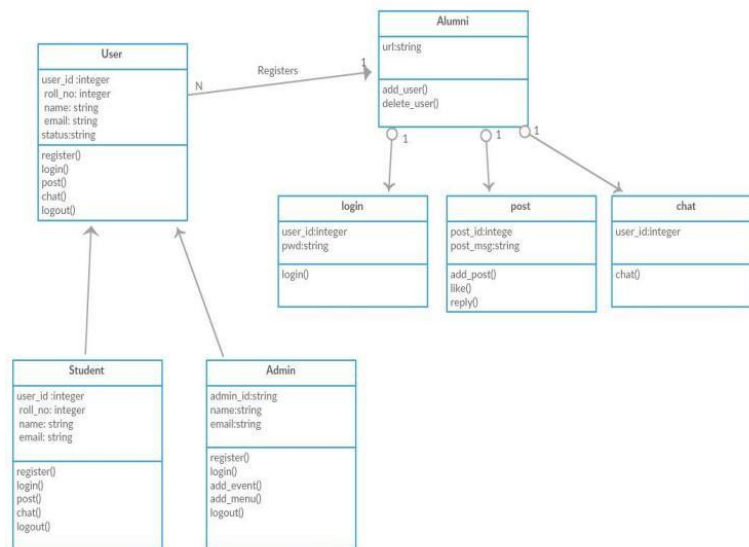 Alumni
url:string
add_user()
delete_user()
User
user_id :integer
roll_no: integer
name: string
email: string
status:string
register()
login()
post()
chat()
logout()
N
Registers
1
1
1
1
login
user_id:integer
pwd:string
login()
post
post_id:intege
post_msg:string
add_post()
like()
reply()
chat
user_id:integer
chat()
Student
user_id :integer
roll_no: integer
name: string
email: string
register()
login()
post()
chat()
logout()
Admin
admin_id:string
name:string
email:string
register()
login()
add_event()
add_menu()
logout()